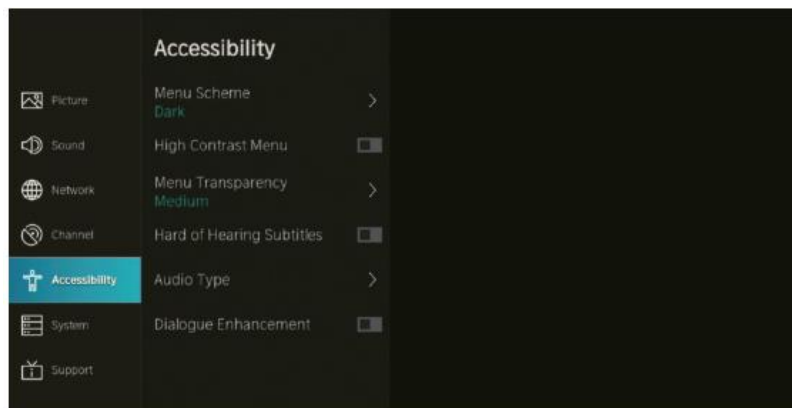 Accessibility
Picture
Sound
Network
Channel
Accessibility
System
Support
Menu Scheme
Dark
High Contrast Menu
Menu Transparency
Medium
Hard of Hearing Subtitles
Audio Type
Dialogue Enhancement